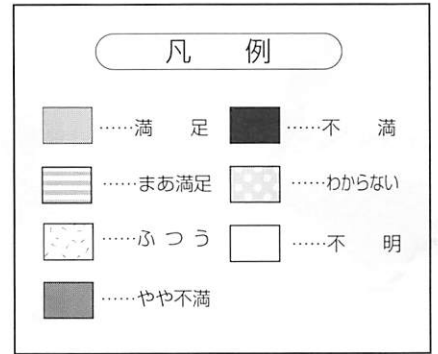 凡 例
……満 足
……不 満
……まあ満足
……わからない
……ふ つ う
……不 明
……やや不満